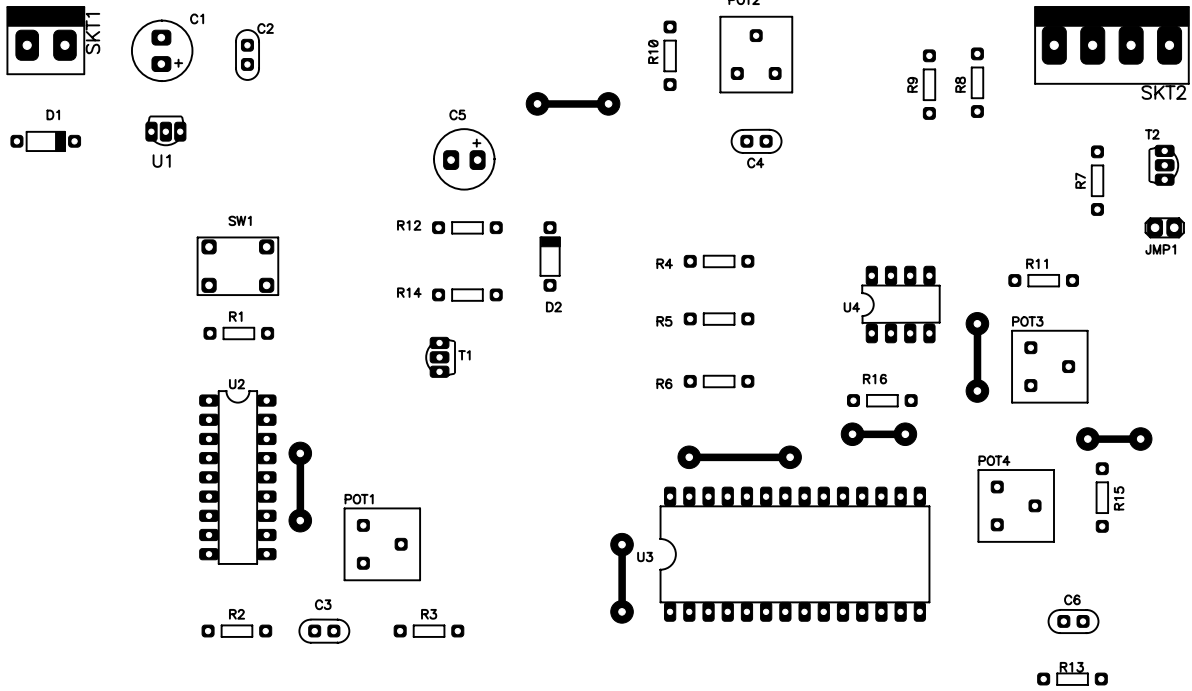 POT2
SKT1
C1
C2
R10
R9
R8
SKT2
+
D1
U1
C5
+
C4
T2
R7
SW1
R12
D2
JMP1
R4
R11
R14
U4
R1
R5
POT3
T1
U2
R6
R16
POT4
POT1
R15
U3
R2
C3
R3
C6
R13